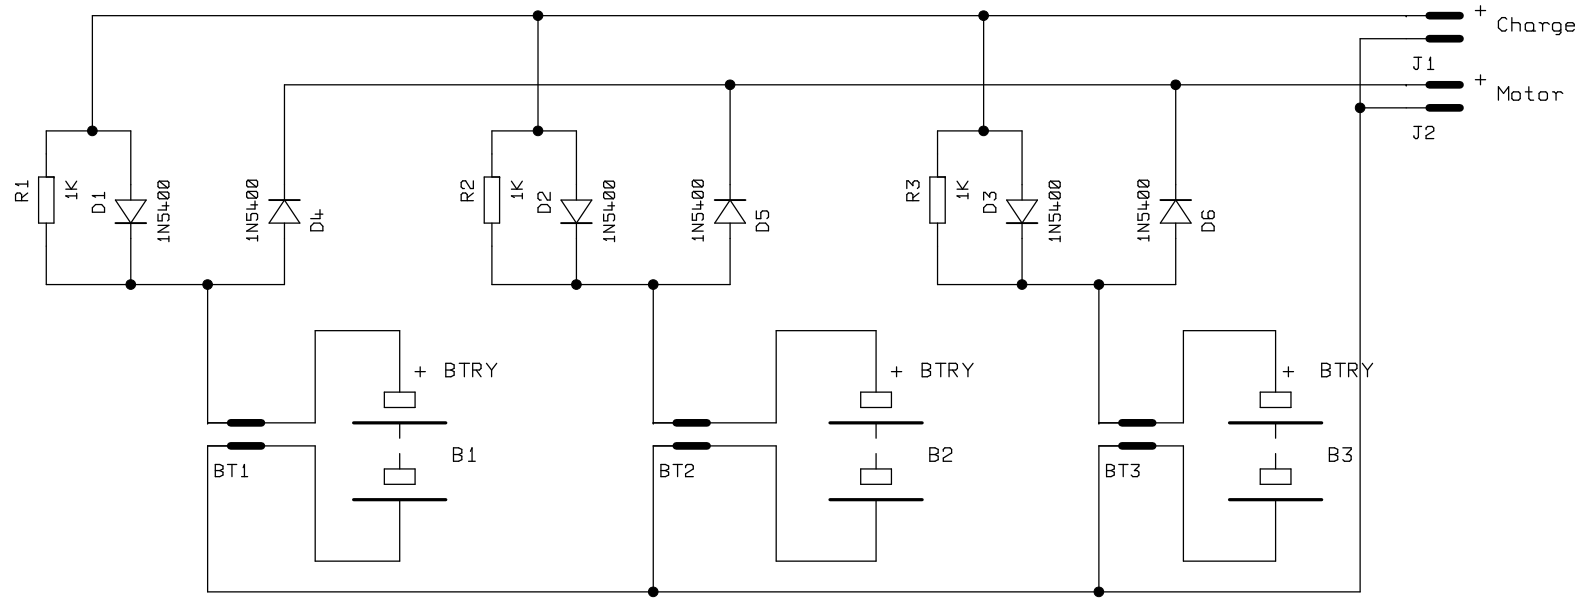 +
Charge
J1
+
Motor
J2
R1
1K
D1
1N5400
1N5400
D4
R2
1K
D2
1N5400
1N5400
D5
R3
1K
D3
1N5400
1N5400
D6
+ BTRY
+ BTRY
+ BTRY
BT1
B1
BT2
B2
BT3
B3